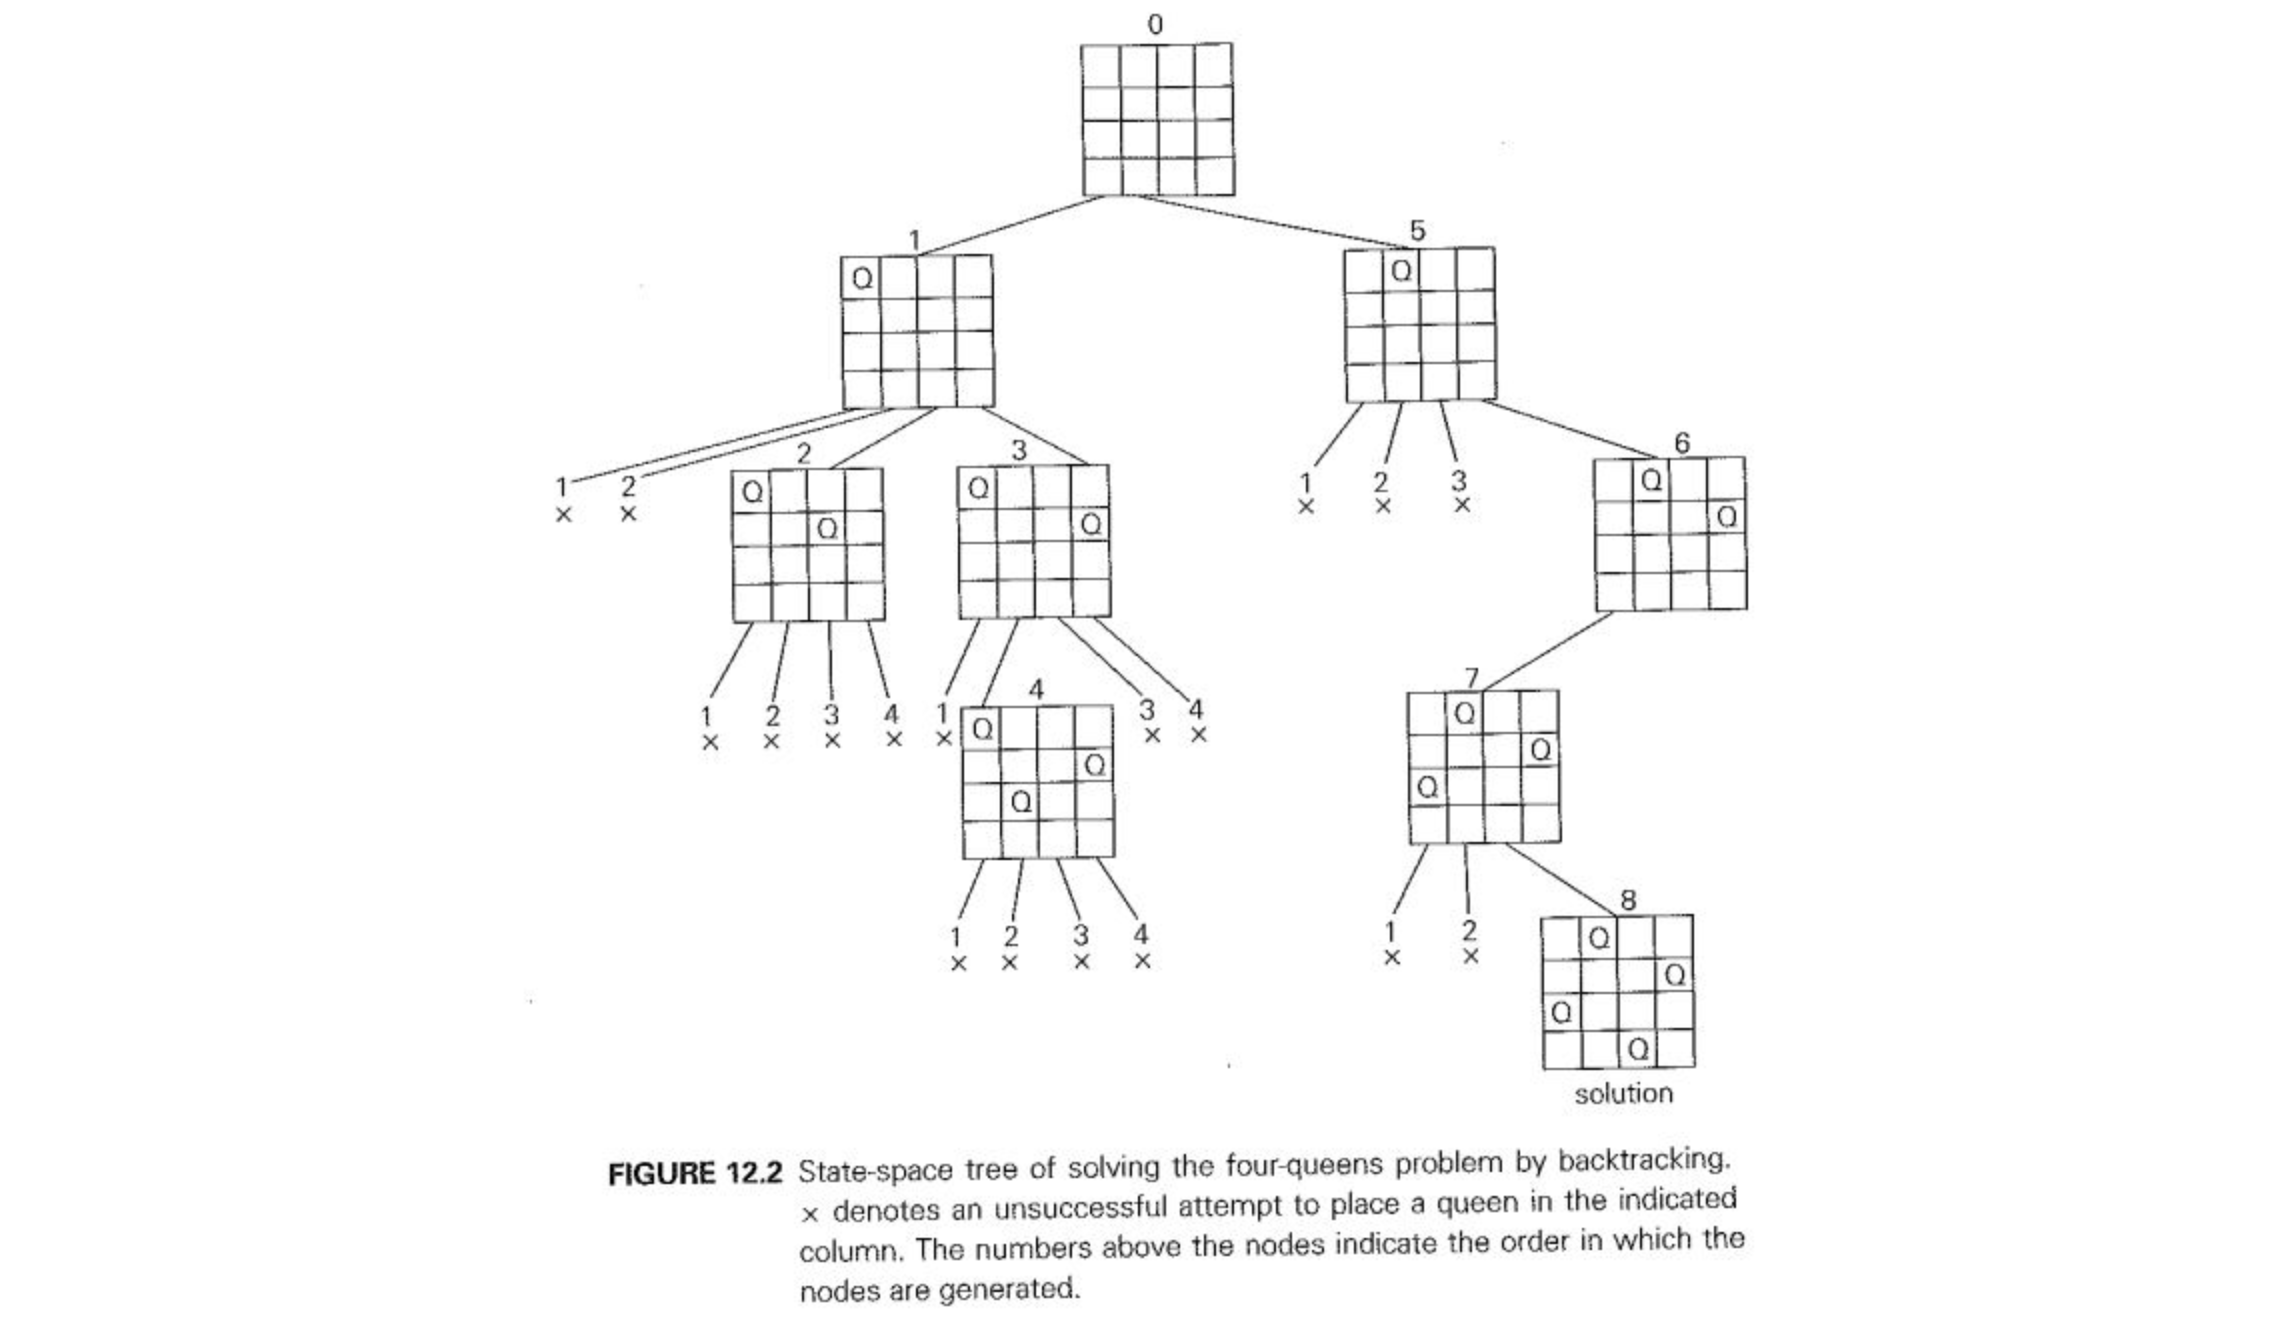 0
1
5
Q
Q
2
3
6
1 2
Q
Q
1 2 3
Q
× ×
× × ×
Q
Q
Q
4
7
1 2 3 4 1
3 4
Q
× × × × ×
Q
× ×
Q
Q
Q
Q
8
1 2 3 4
1 2
Q
× × × ×
× ×
Q
Q
Q
solution
FIGURE 12.2 State-space tree of solving the four-queens problem by backtracking.
× denotes an unsuccessful attempt to place a queen in the indicated
column. The numbers above the nodes indicate the order in which the
nodes are generated.